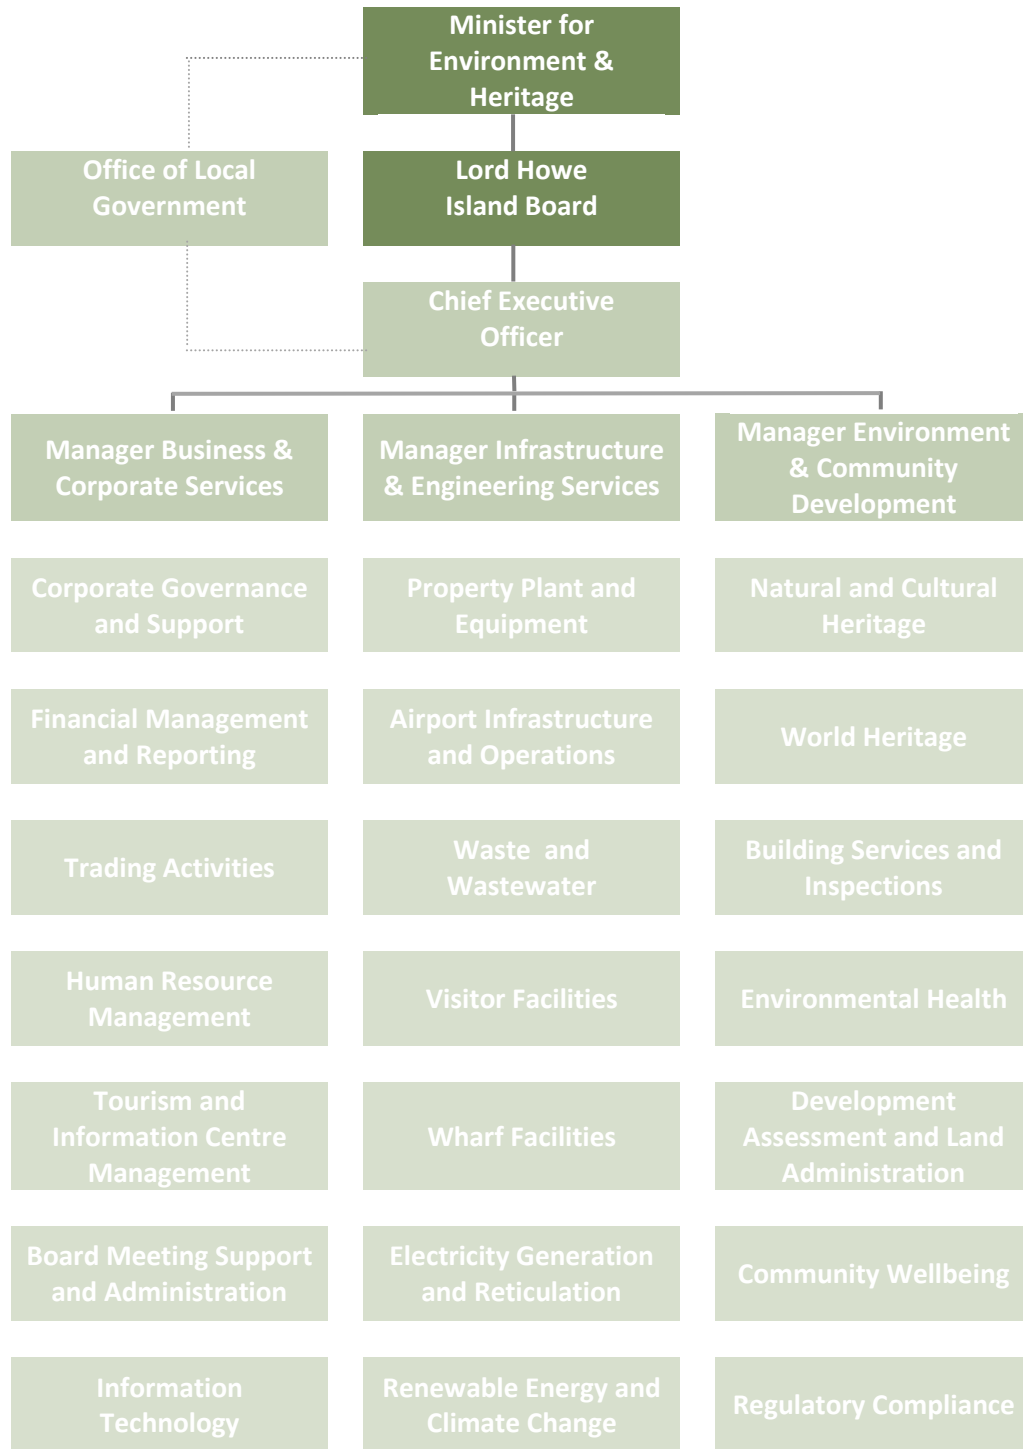 Minister for
Environment &
Heritage
Office of Local
Government
Lord Howe
Island Board
Chief Executive
Officer
Manager Business &
Corporate Services
Manager Infrastructure
& Engineering Services
Manager Environment
& Community
Development
Corporate Governance
and Support
Property Plant and
Equipment
Natural and Cultural
Heritage
Financial Management
and Reporting
Airport Infrastructure
and Operations
World Heritage
Trading Activities
Waste and
Wastewater
Building Services and
Inspections
Human Resource
Management
Visitor Facilities
Environmental Health
Tourism and
Information Centre
Management
Wharf Facilities
Development
Assessment and Land
Administration
Board Meeting Support
and Administration
Electricity Generation
and Reticulation
Community Wellbeing
Information
Technology
Renewable Energy and
Climate Change
Regulatory Compliance